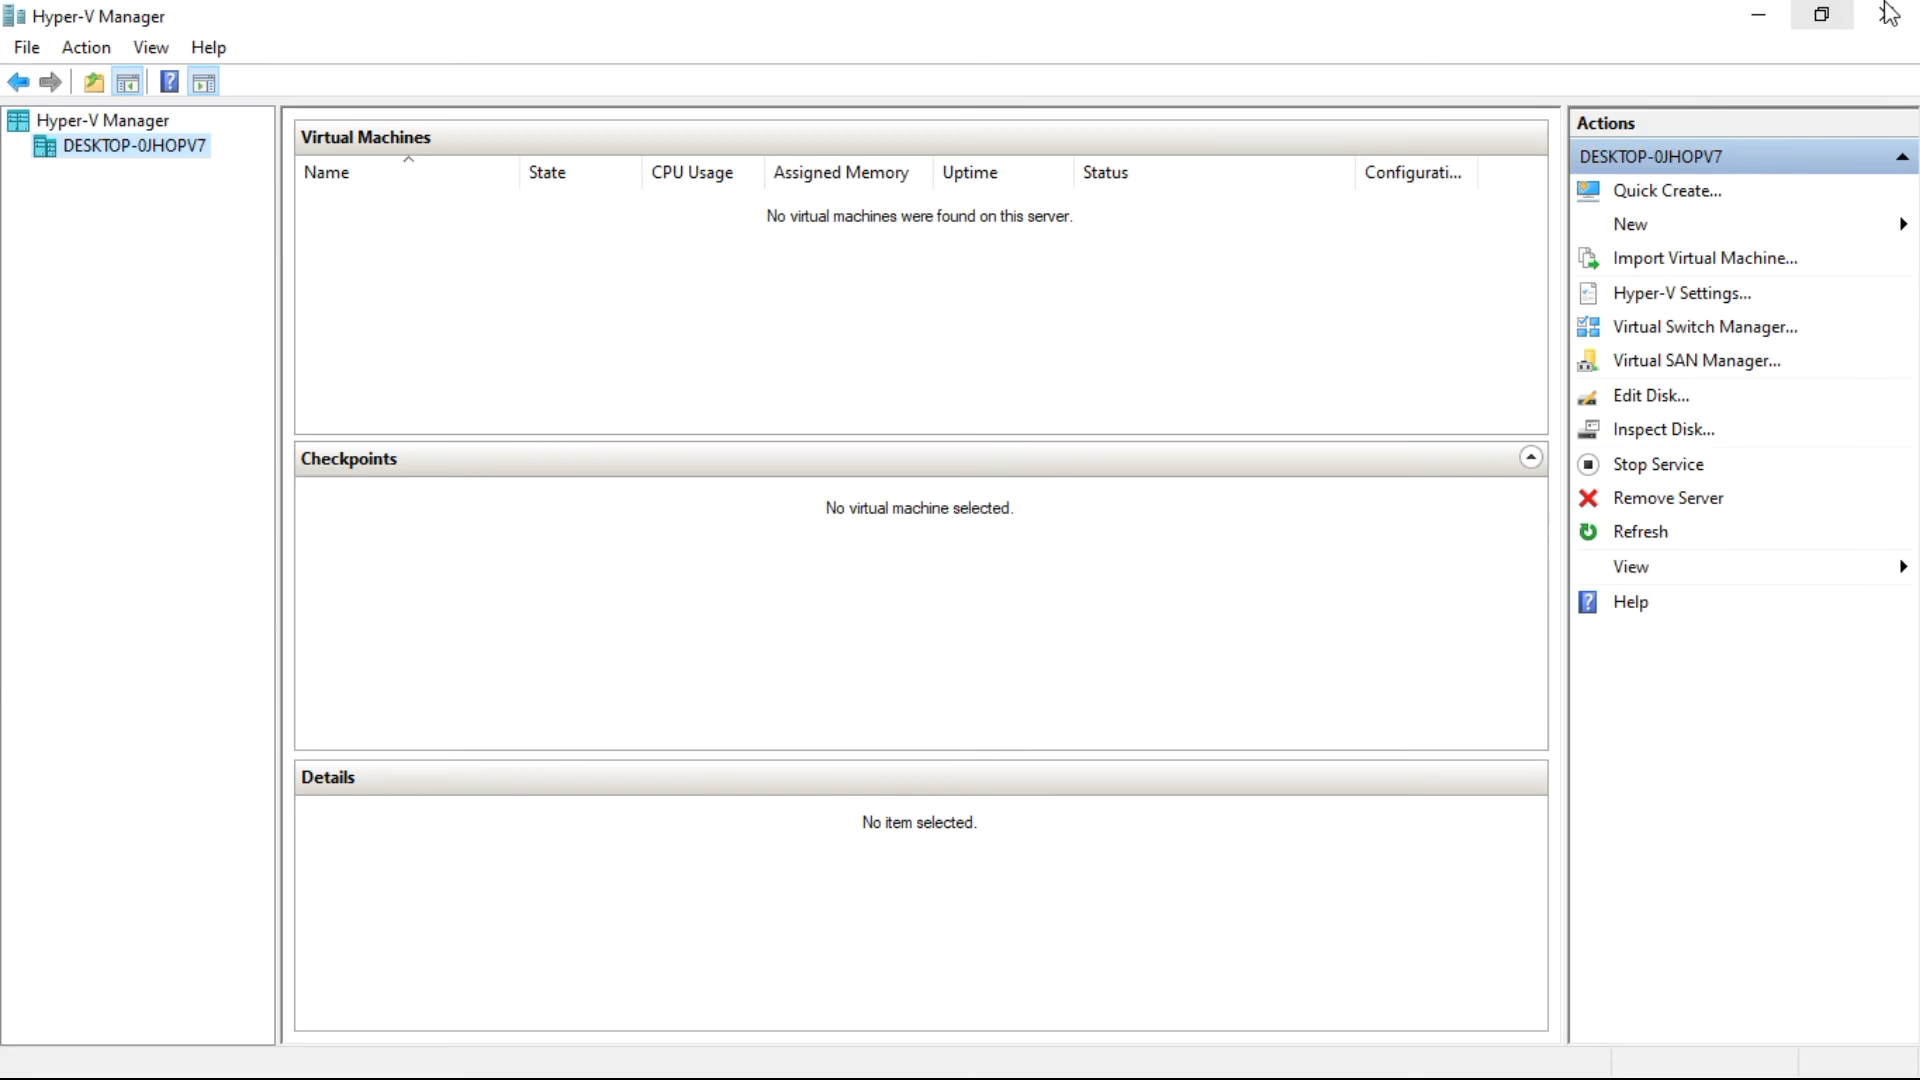 Hyper-V Manager
File Action View Help
Hyper-V Manager
DESKTOP-0JHOPV7
Virtual Machines
Name State CPU Usage Assigned Memory Uptime Status Configurati...
No virtual machines were found on this server.
Checkpoints
No virtual machine selected.
Details
No item selected.
Actions
DESKTOP-0JHOPV7
Quick Create...
New
Import Virtual Machine...
Hyper-V Settings...
Virtual Switch Manager...
Virtual SAN Manager...
Edit Disk...
Inspect Disk...
Stop Service
Remove Server
Refresh
View
Help